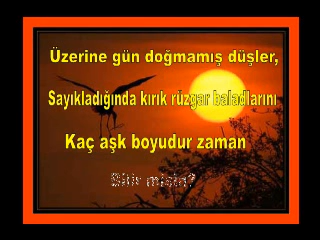 Üzerine gün doğmamış düşler,
Sayıkladığında kırık rüzgar baladlarını
Kaç aşk boyudur zaman
Bilir misin?